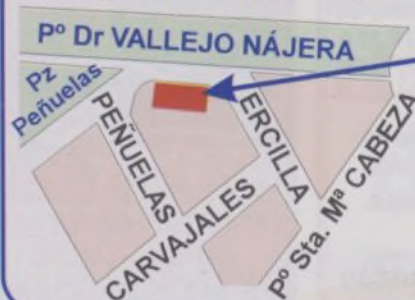 Pº Dr VALLEJO NÁJERA
Pz
Peñuelas
PEÑUELAS
ERCILLA
CARVAJALES
Pº Sta. Mª CABEZA